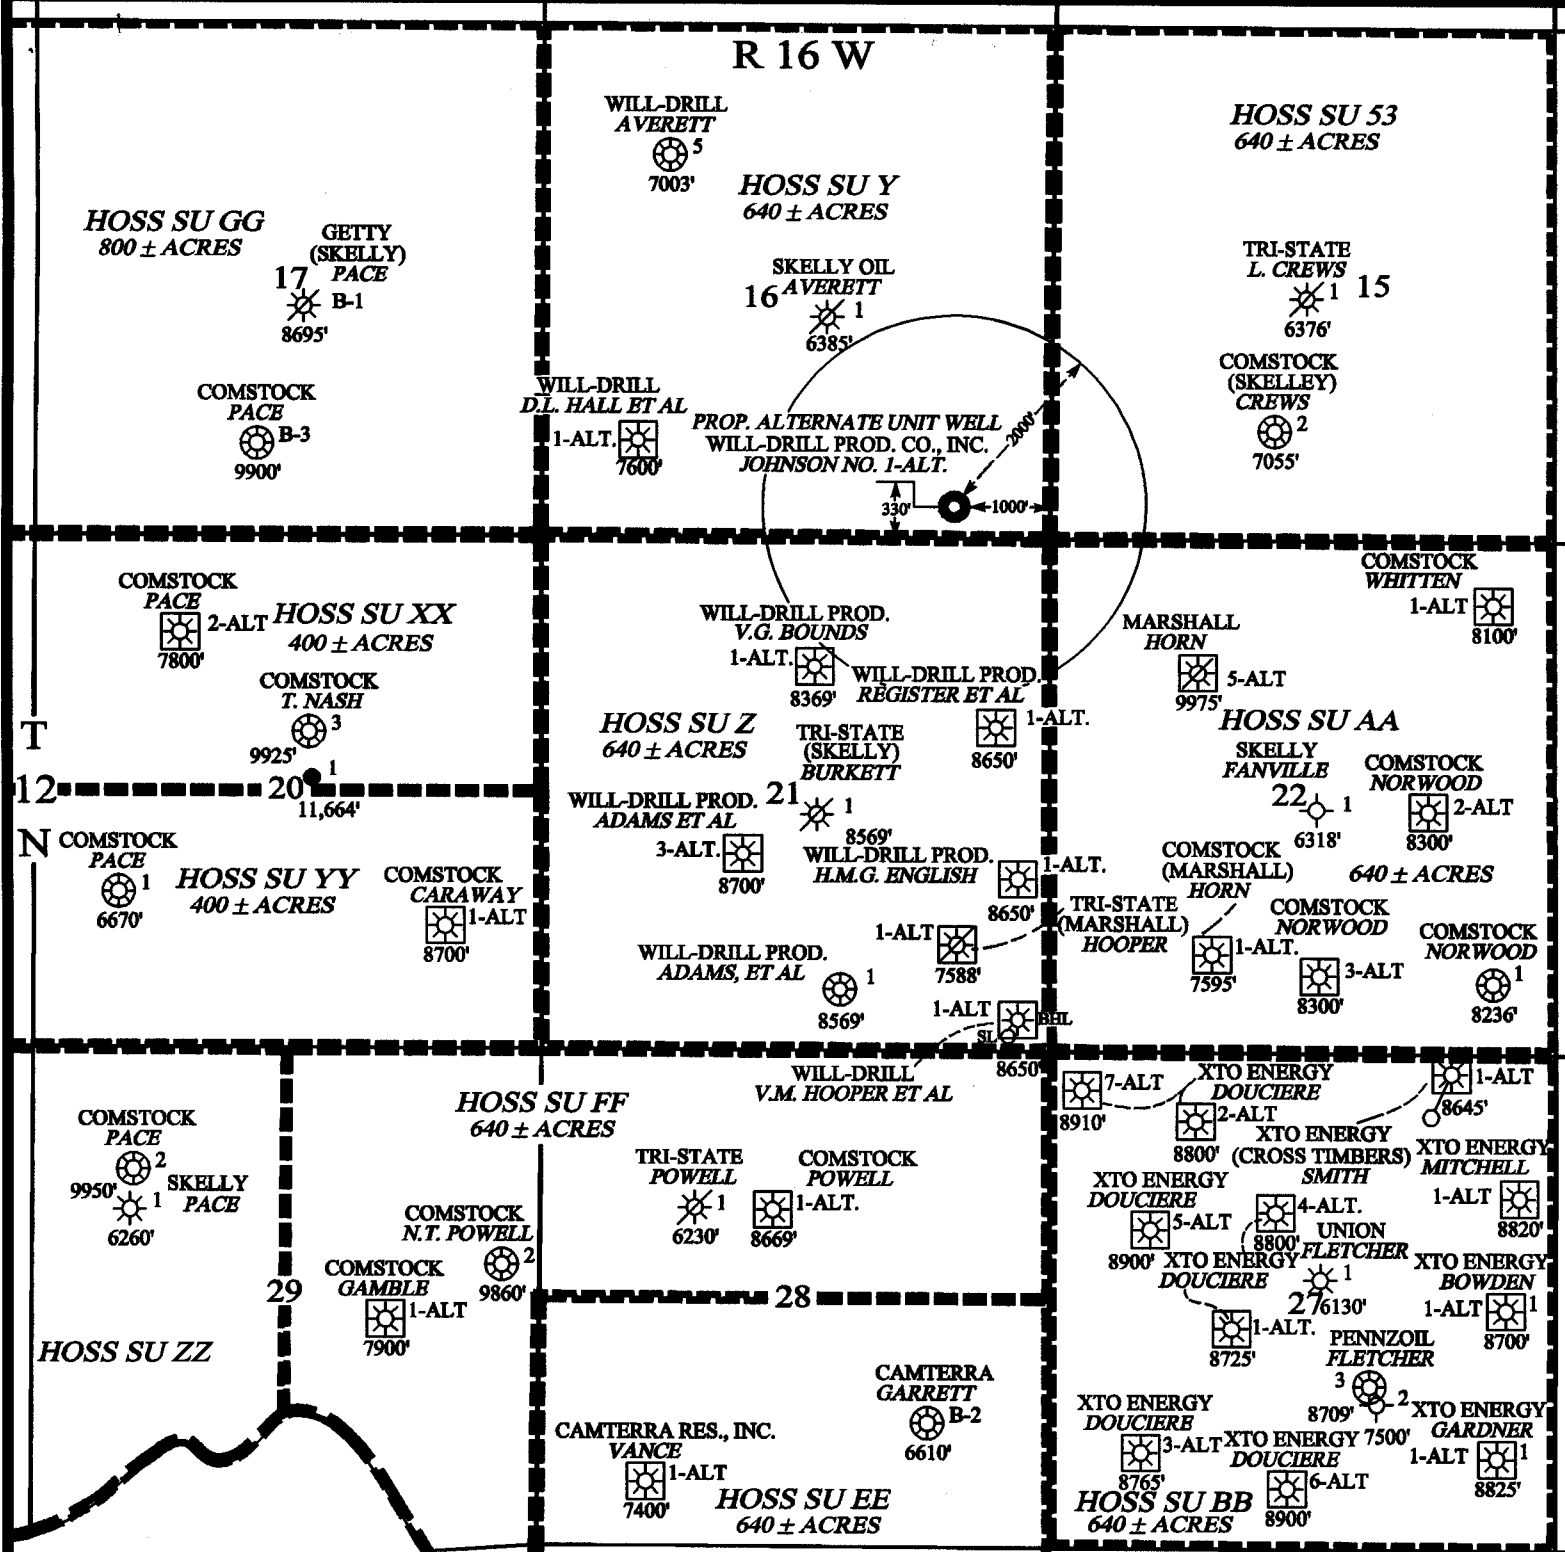 R 16 W
WILL-DRILL
AVERETT
5
7003'
HOSS SU Y
640 ± ACRES
SKELLY OIL
AVERETT
16
1
6385'
HOSS SU 53
640 ± ACRES
TRI-STATE
L. CREWS
1
15
6376'
COMSTOCK
(SKELLEY)
CREWS
2
7055'
HOSS SU GG
800 ± ACRES
GETTY
(SKELLY)
PACE
17
B-1
8695'
COMSTOCK
PACE
B-3
9900'
WILL-DRILL
D.L. HALL ET AL
1-ALT.
7600'
PROP. ALTERNATE UNIT WELL
WILL-DRILL PROD. CO., INC.
JOHNSON NO. 1-ALT.
2000'
330'
1000'
COMSTOCK
PACE
2-ALT
7800'
HOSS SU XX
400 ± ACRES
COMSTOCK
T. NASH
3
9925'
1
20
11,664'
T
12
N
COMSTOCK
PACE
1
6670'
HOSS SU YY
400 ± ACRES
COMSTOCK
CARAWAY
1-ALT
8700'
WILL-DRILL PROD.
V.G. BOUNDS
1-ALT.
8369'
WILL-DRILL PROD.
REGISTER ET AL
1-ALT.
8650'
HOSS SU Z
640 ± ACRES
TRI-STATE
(SKELLY)
BURKETT
21
1
8569'
WILL-DRILL PROD.
ADAMS ET AL
3-ALT.
8700'
WILL-DRILL PROD.
H.M.G. ENGLISH
1-ALT.
8650'
TRI-STATE
(MARSHALL)
HOOPER
1-ALT
7588'
WILL-DRILL PROD.
ADAMS, ET AL
1
8569'
1-ALT
BHL
SL
8650'
WILL-DRILL
V.M. HOOPER ET AL
COMSTOCK
WHITTEN
1-ALT
8100'
MARSHALL
HORN
5-ALT
9975'
HOSS SU AA
SKELLY
FANVILLE
22
1
6318'
COMSTOCK
NORWOOD
2-ALT
8300'
640 ± ACRES
COMSTOCK
(MARSHALL)
HORN
1-ALT.
7595'
COMSTOCK
NORWOOD
3-ALT
8300'
COMSTOCK
NORWOOD
1
8236'
COMSTOCK
PACE
2
9950'
SKELLY
PACE
1
6260'
29
HOSS SU ZZ
HOSS SU FF
640 ± ACRES
COMSTOCK
N.T. POWELL
2
9860'
COMSTOCK
GAMBLE
1-ALT
7900'
TRI-STATE
POWELL
1
6230'
COMSTOCK
POWELL
1-ALT.
8669'
28
CAMTERRA
GARRETT
B-2
6610'
CAMTERRA RES., INC.
VANCE
1-ALT
7400'
HOSS SU EE
640 ± ACRES
7-ALT
8910'
XTO ENERGY
DOUCIERE
2-ALT
8800'
1-ALT
8645'
XTO ENERGY
(CROSS TIMBERS)
SMITH
XTO ENERGY
MITCHELL
1-ALT
8820'
XTO ENERGY
DOUCIERE
5-ALT
8900'
4-ALT.
8800'
XTO ENERGY
DOUCIERE
1-ALT.
8725'
UNION
FLETCHER
1
27
6130'
XTO ENERGY
BOWDEN
1-ALT
1
8700'
PENNZOIL
FLETCHER
3
2
8709'
7500'
XTO ENERGY
GARDNER
1-ALT
1
8825'
XTO ENERGY
DOUCIERE
3-ALT
8765'
XTO ENERGY
DOUCIERE
6-ALT
8900'
HOSS SU BB
640 ± ACRES